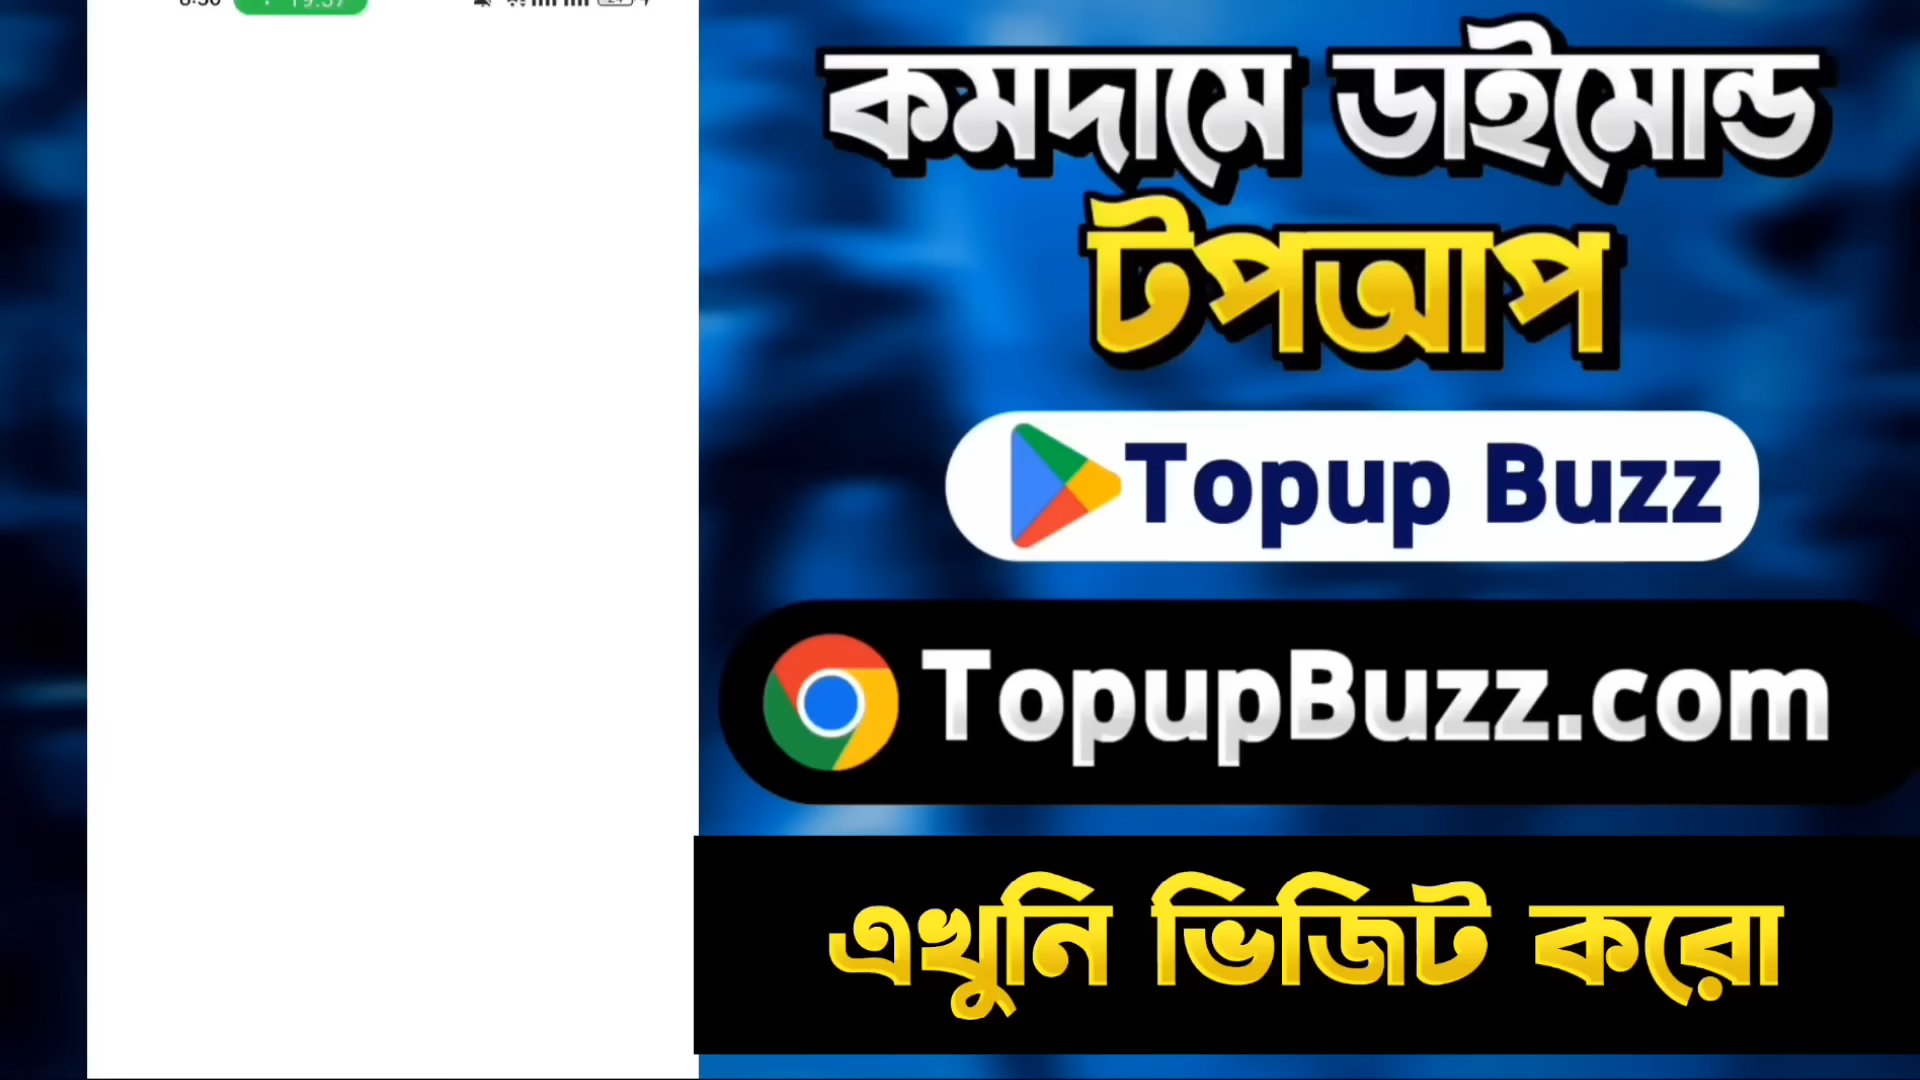 কমদামে ডাইমোন্ড
টপআপ
Topup Buzz
TopupBuzz.com
এখুনি ভিজিট করো